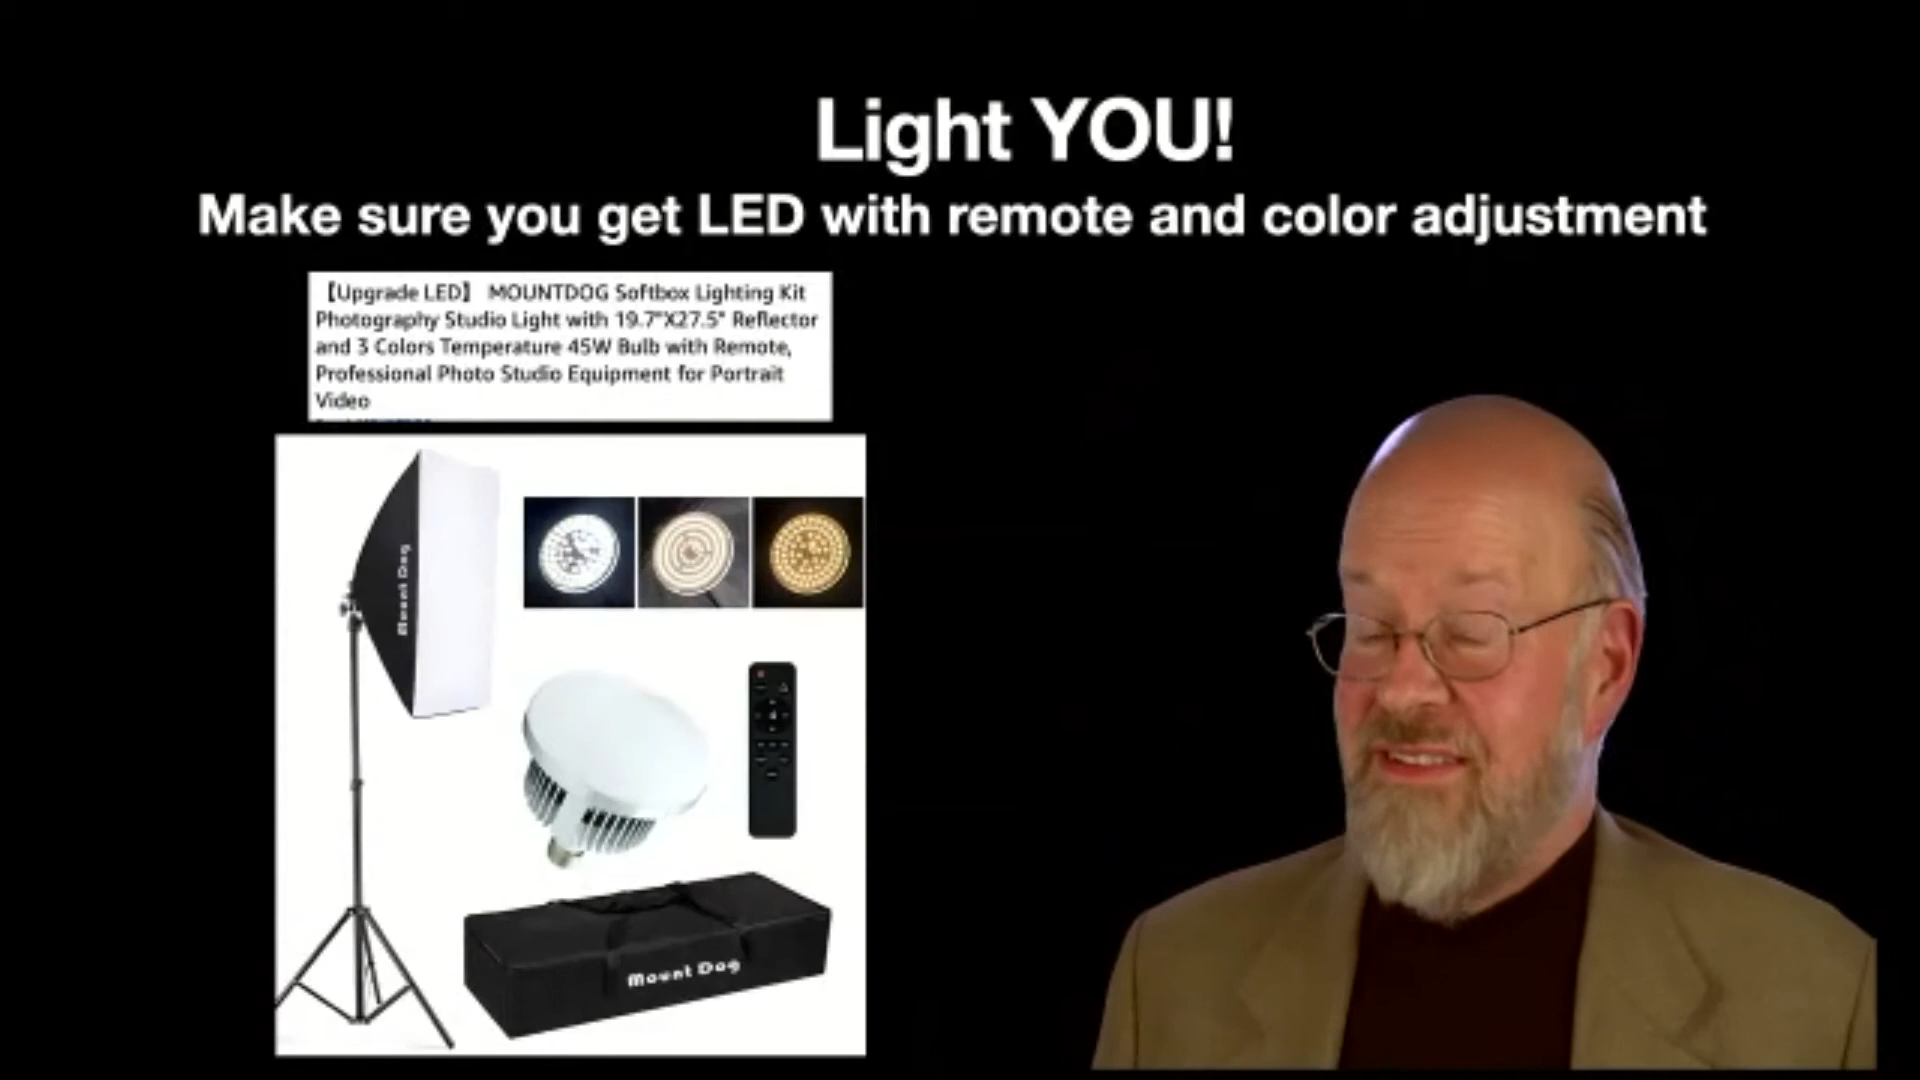 Light YOU!
Make sure you get LED with remote and color adjustment
【Upgrade LED】 MOUNTDOG Softbox Lighting Kit
Photography Studio Light with 19.7"X27.5" Reflector
and 3 Colors Temperature 45W Bulb with Remote,
Professional Photo Studio Equipment for Portrait
Video
Mount Dog
Mount Dog